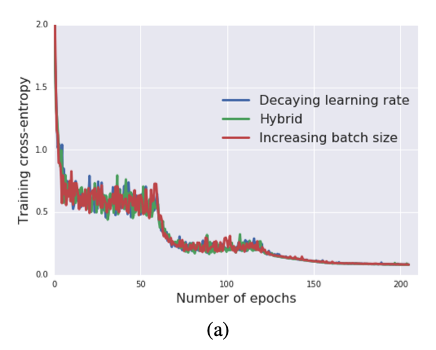 2.0
1.5
1.0
0.5
0.0
Training cross-entropy
Decaying learning rate
Hybrid
Increasing batch size
0 50 100 150 200
Number of epochs
(a)